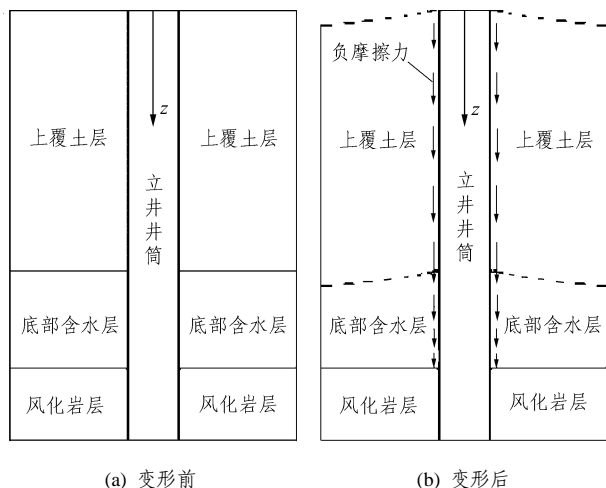 z
上覆土层
上覆土层
立井井筒
底部含水层
底部含水层
风化岩层
风化岩层
(a) 变形前
负摩擦力
z
上覆土层
上覆土层
立井井筒
底部含水层
底部含水层
风化岩层
风化岩层
(b) 变形后